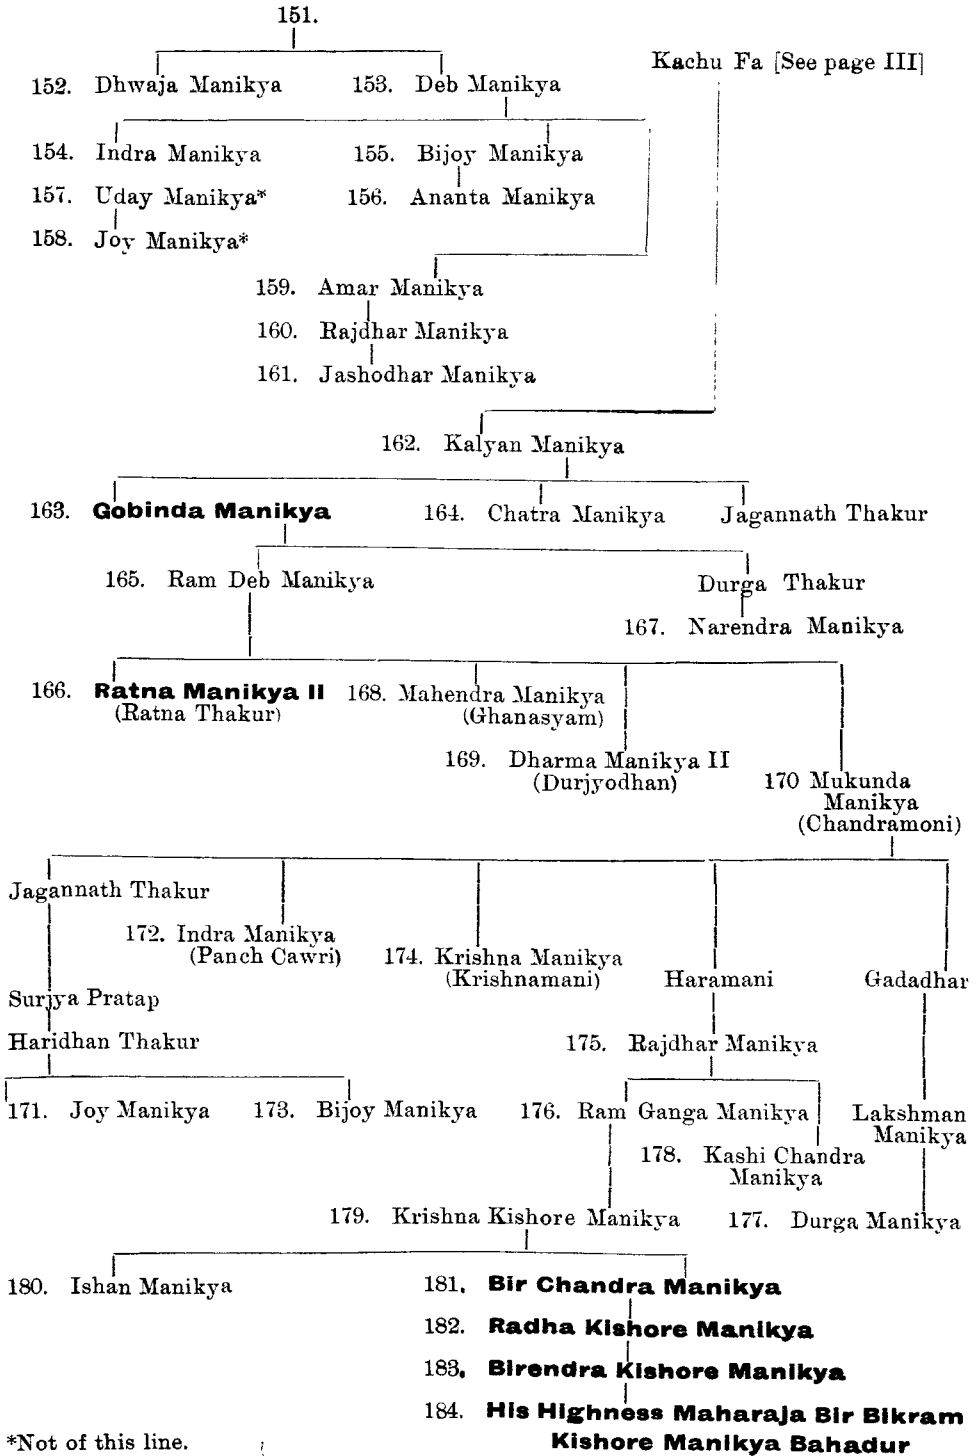 151.
Kachu Fa [See page III]
152. Dhwaja Manikya 153. Deb Manikya
154. Indra Manikya 155. Bijoy Manikya
157. Uday Manikya* 156. Ananta Manikya
158. Joy Manikya*
159. Amar Manikya
160. Rajdhar Manikya
161. Jashodhar Manikya
162. Kalyan Manikya
163. Gobinda Manikya 164. Chatra Manikya Jagannath Thakur
165. Ram Deb Manikya Durga Thakur
167. Narendra Manikya
166. Ratna Manikya II 168. Mahendra Manikya
(Ratna Thakur) (Ghanasyam)
169. Dharma Manikya II
(Durjyodhan)
170 Mukunda
Manikya
(Chandramoni)
Jagannath Thakur
172. Indra Manikya
(Panch Cawri)
174. Krishna Manikya
(Krishnamani)
Haramani Gadadhar
Surjya Pratap
Haridhan Thakur
175. Rajdhar Manikya
171. Joy Manikya 173. Bijoy Manikya 176. Ram Ganga Manikya Lakshman
Manikya
178. Kashi Chandra
Manikya
179. Krishna Kishore Manikya 177. Durga Manikya
180. Ishan Manikya 181. Bir Chandra Manikya
182. Radha Kishore Manikya
183. Birendra Kishore Manikya
184. His Highness Maharaja Bir Bikram
Kishore Manikya Bahadur
*Not of this line.